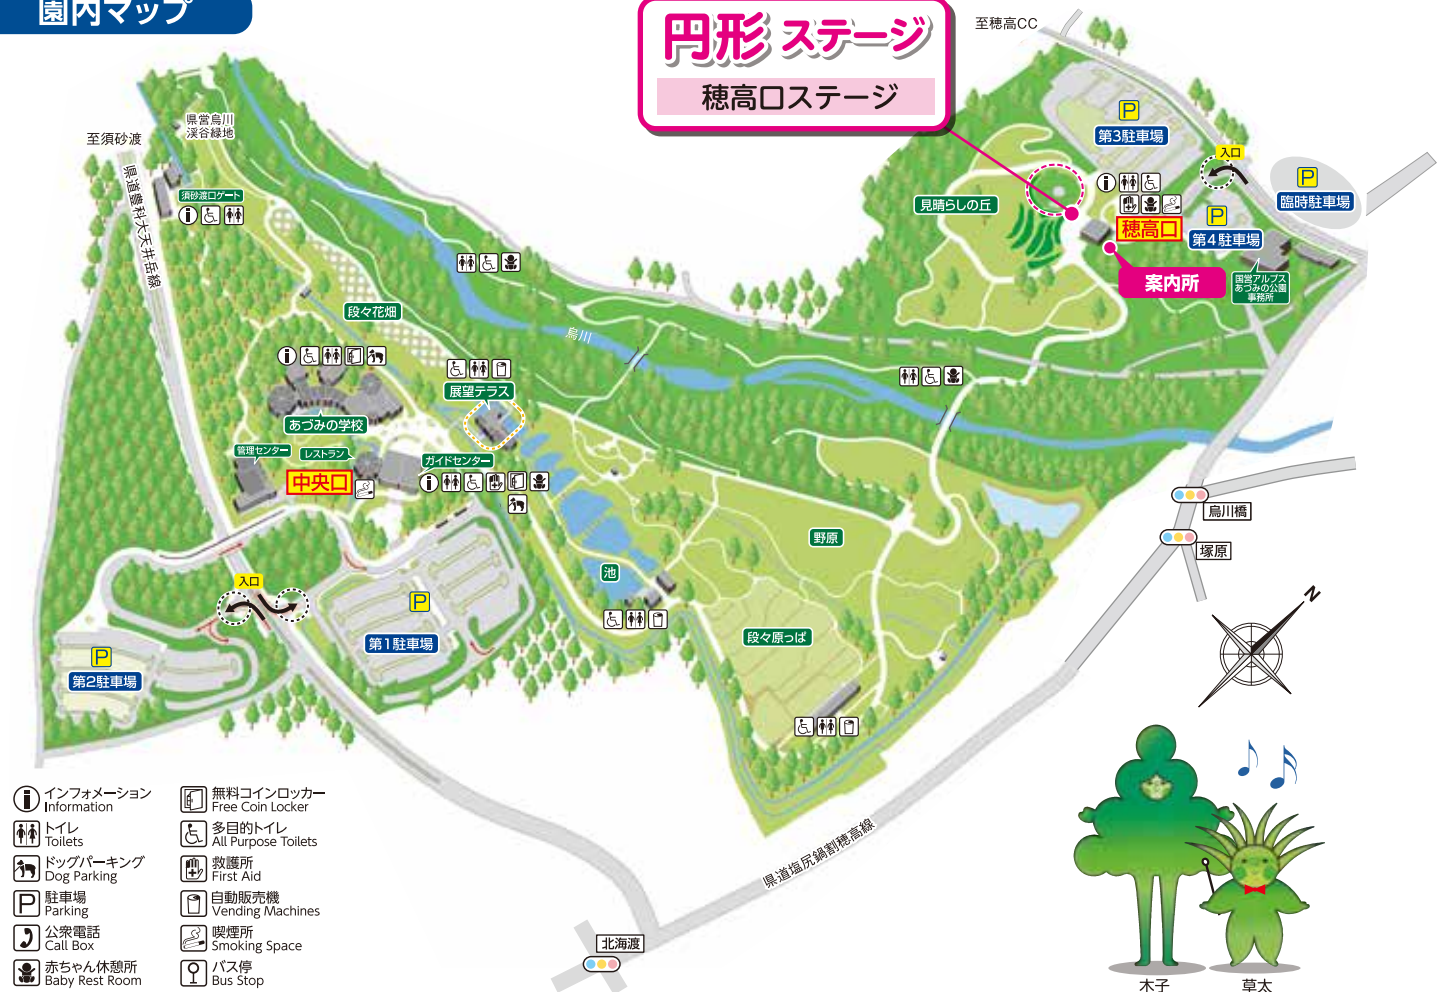 園内マップ
円形 ステージ
穂高口ステージ
至穂高CC
P
第3駐車場
入口
P
臨時駐車場
県営烏川
渓谷緑地
至須砂渡
県道豊科大天井岳線
須砂渡口ゲート
見晴らしの丘
穂高口
P
第4駐車場
案内所
国営アルプス
あづみの公園
事務所
段々花畑
烏川
展望テラス
あづみの学校
管理センター
レストラン
ガイドセンター
中央口
烏川橋
塚原
野原
池
入口
P
第1駐車場
段々原っぱ
P
第2駐車場
N
県道塩尻鍋割穂高線
北海渡
インフォメーション
Information
トイレ
Toilets
ドッグパーキング
Dog Parking
P
駐車場
Parking
公衆電話
Call Box
赤ちゃん休憩所
Baby Rest Room
無料コインロッカー
Free Coin Locker
多目的トイレ
All Purpose Toilets
救護所
First Aid
自動販売機
Vending Machines
喫煙所
Smoking Space
バス停
Bus Stop
木子
草太